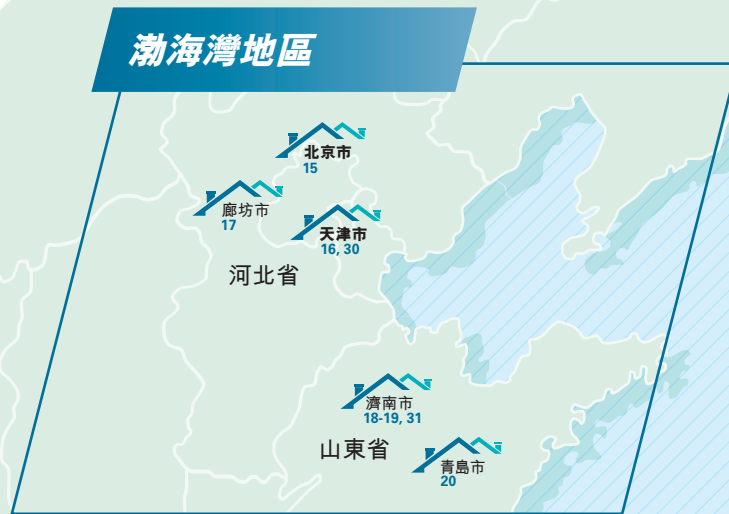 渤海灣地區
北京市
15
廊坊市
17
天津市
16, 30
河北省
濟南市
18-19, 31
山東省
青島市
20